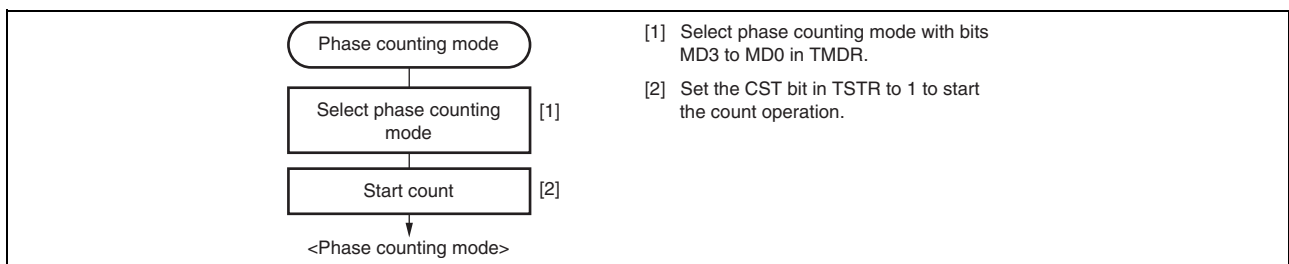 Phase counting mode
Select phase counting
mode
[1]
Start count
[2]
<Phase counting mode>
[1] Select phase counting mode with bits
MD3 to MD0 in TMDR.
[2] Set the CST bit in TSTR to 1 to start
the count operation.